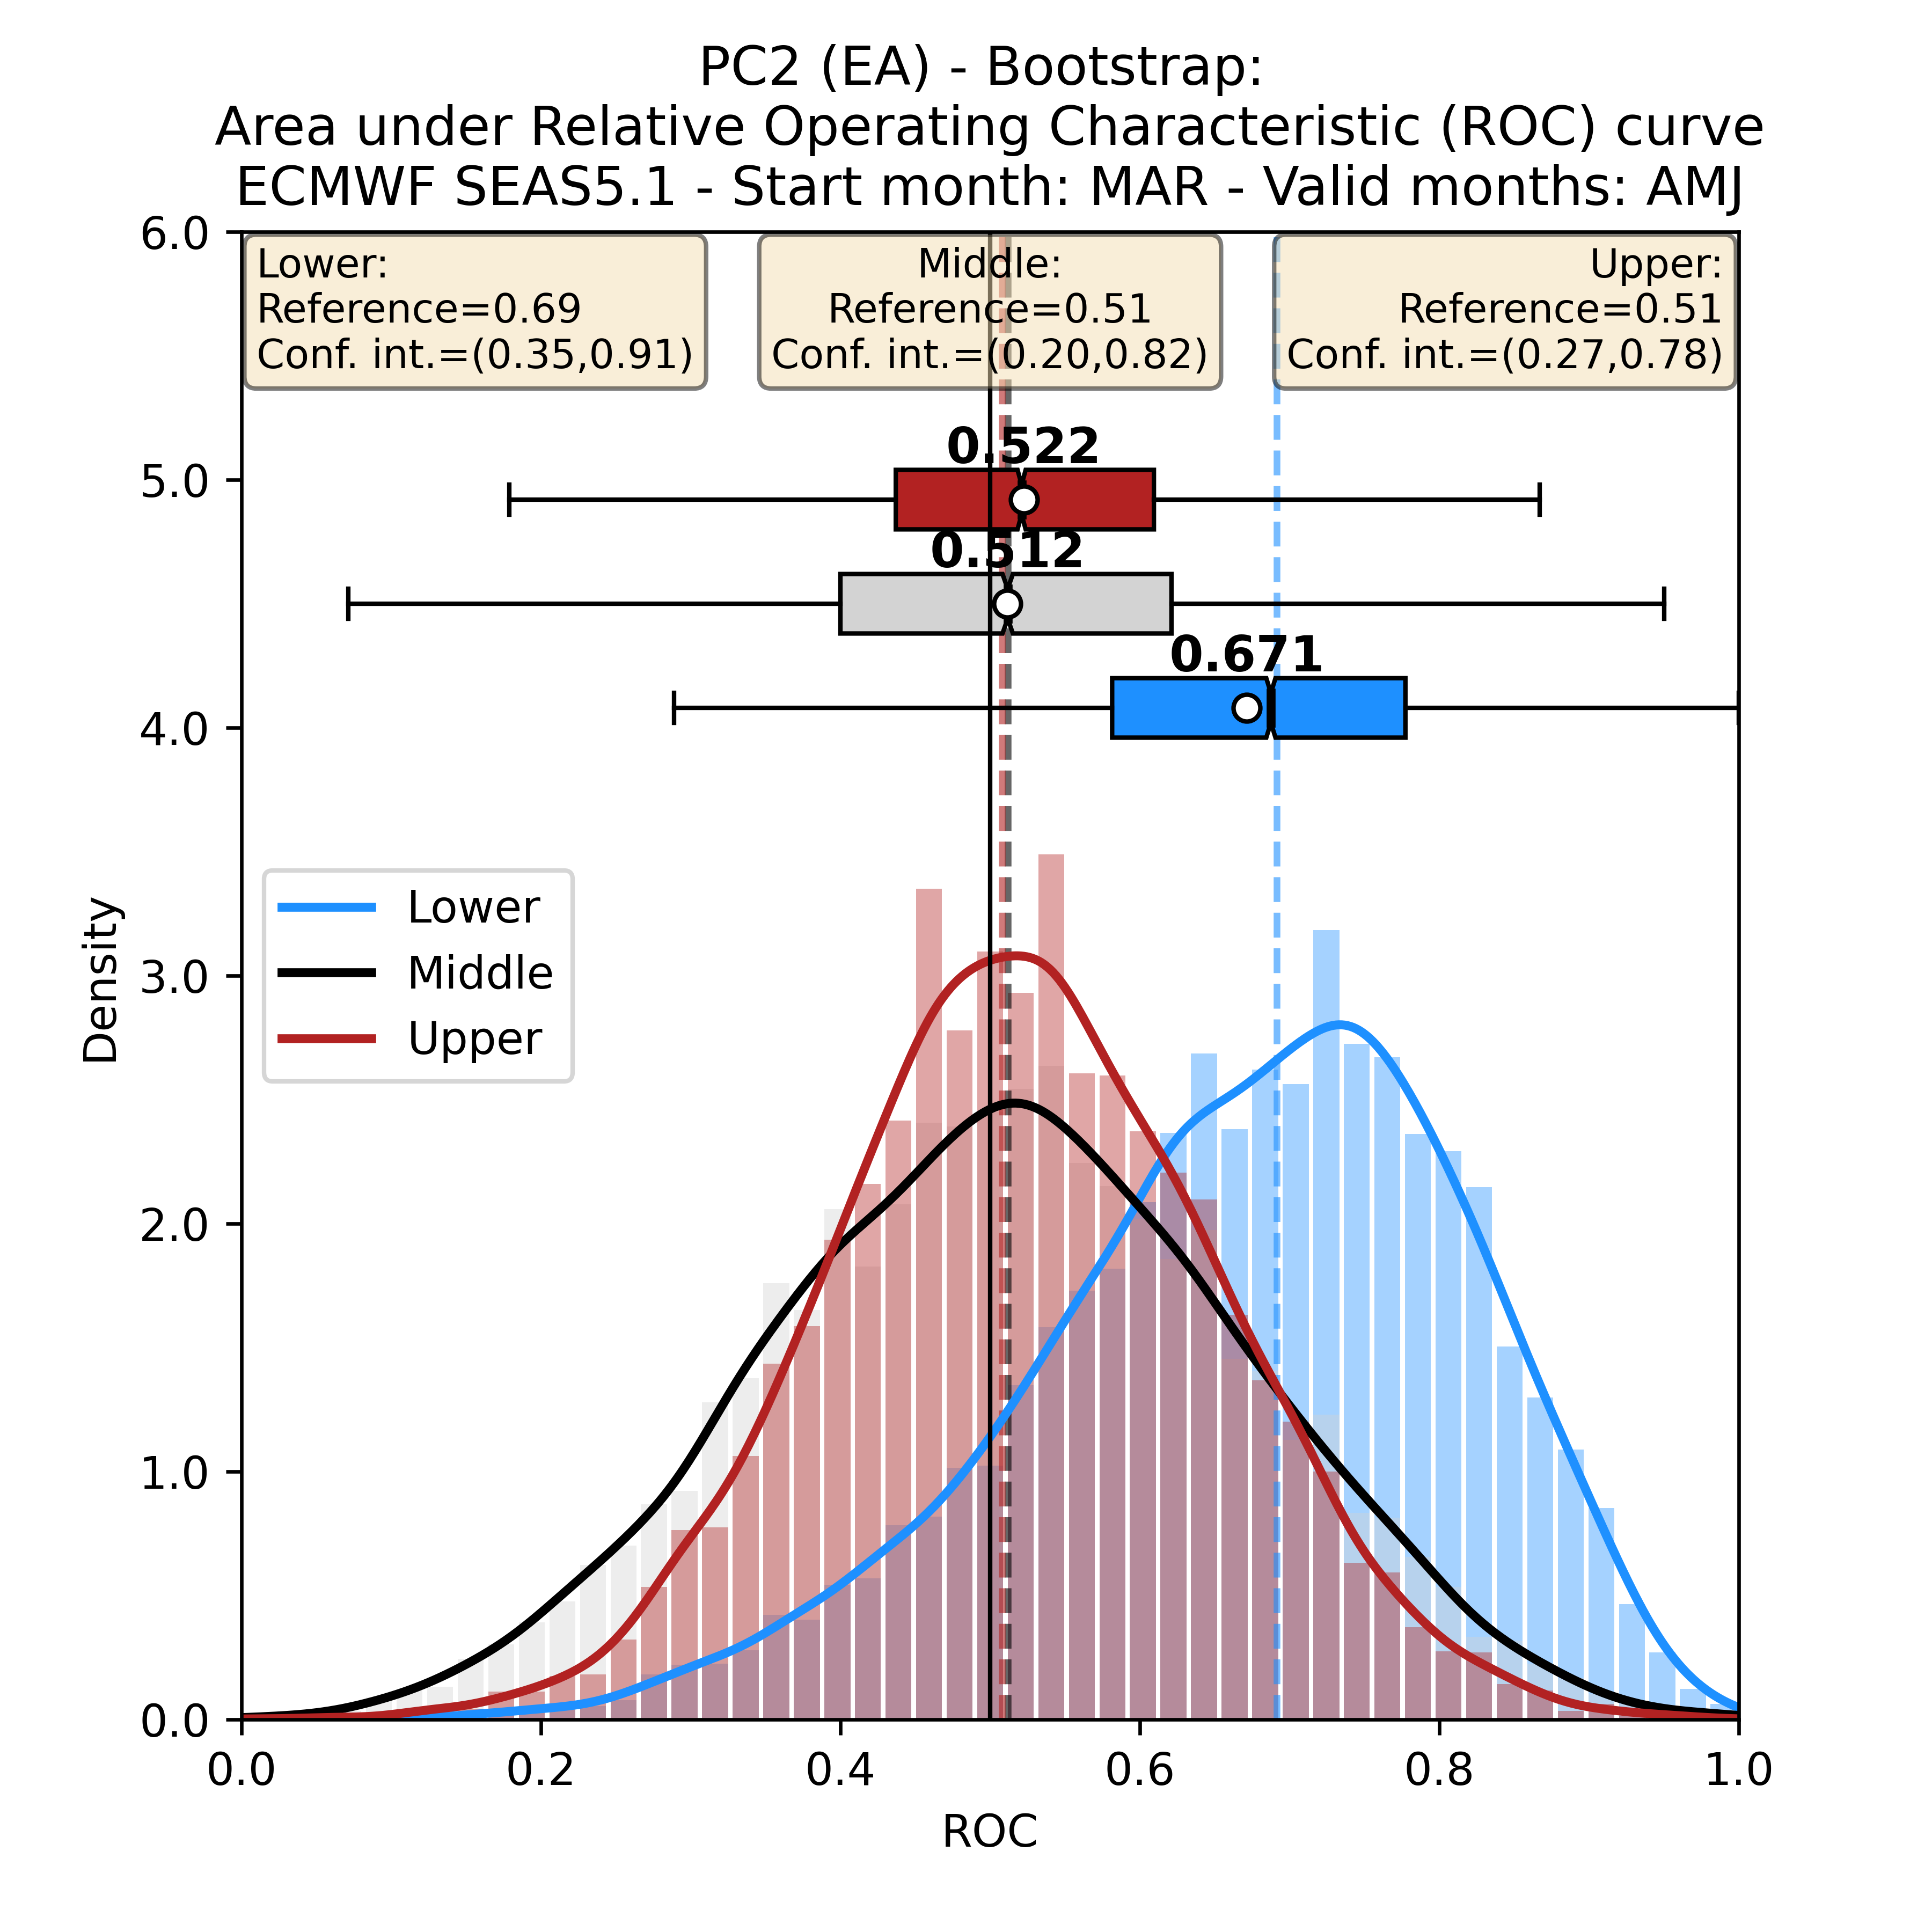 PC2 (EA) - Bootstrap:
Area under Relative Operating Characteristic (ROC) curve
ECMWF SEAS5.1 - Start month: MAR - Valid months: AMJ
Lower:
Reference=0.69
Conf. int.=(0.35,0.91)
Middle:
Reference=0.51
Conf. int.=(0.20,0.82)
Upper:
Reference=0.51
Conf. int.=(0.27,0.78)
0.522
0.512
0.671
Lower
Middle
Upper
Density
6.0
5.0
4.0
3.0
2.0
1.0
0.0
0.0 0.2 0.4 0.6 0.8 1.0
ROC